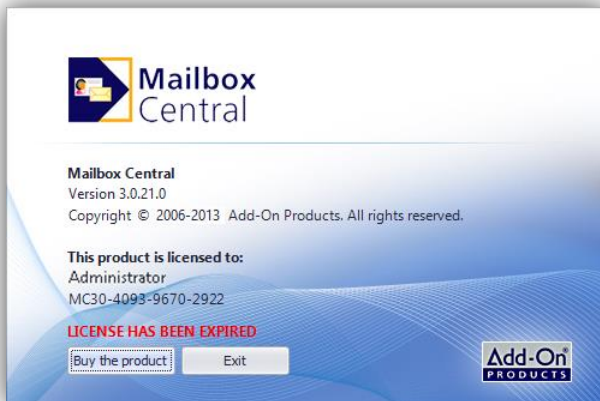 Mailbox
Central
Mailbox Central
Version 3.0.21.0
Copyright © 2006-2013 Add-On Products. All rights reserved.
This product is licensed to:
Administrator
MC30-4093-9670-2922
LICENSE HAS BEEN EXPIRED
Buy the product
Exit
Add-On®
PRODUCTS